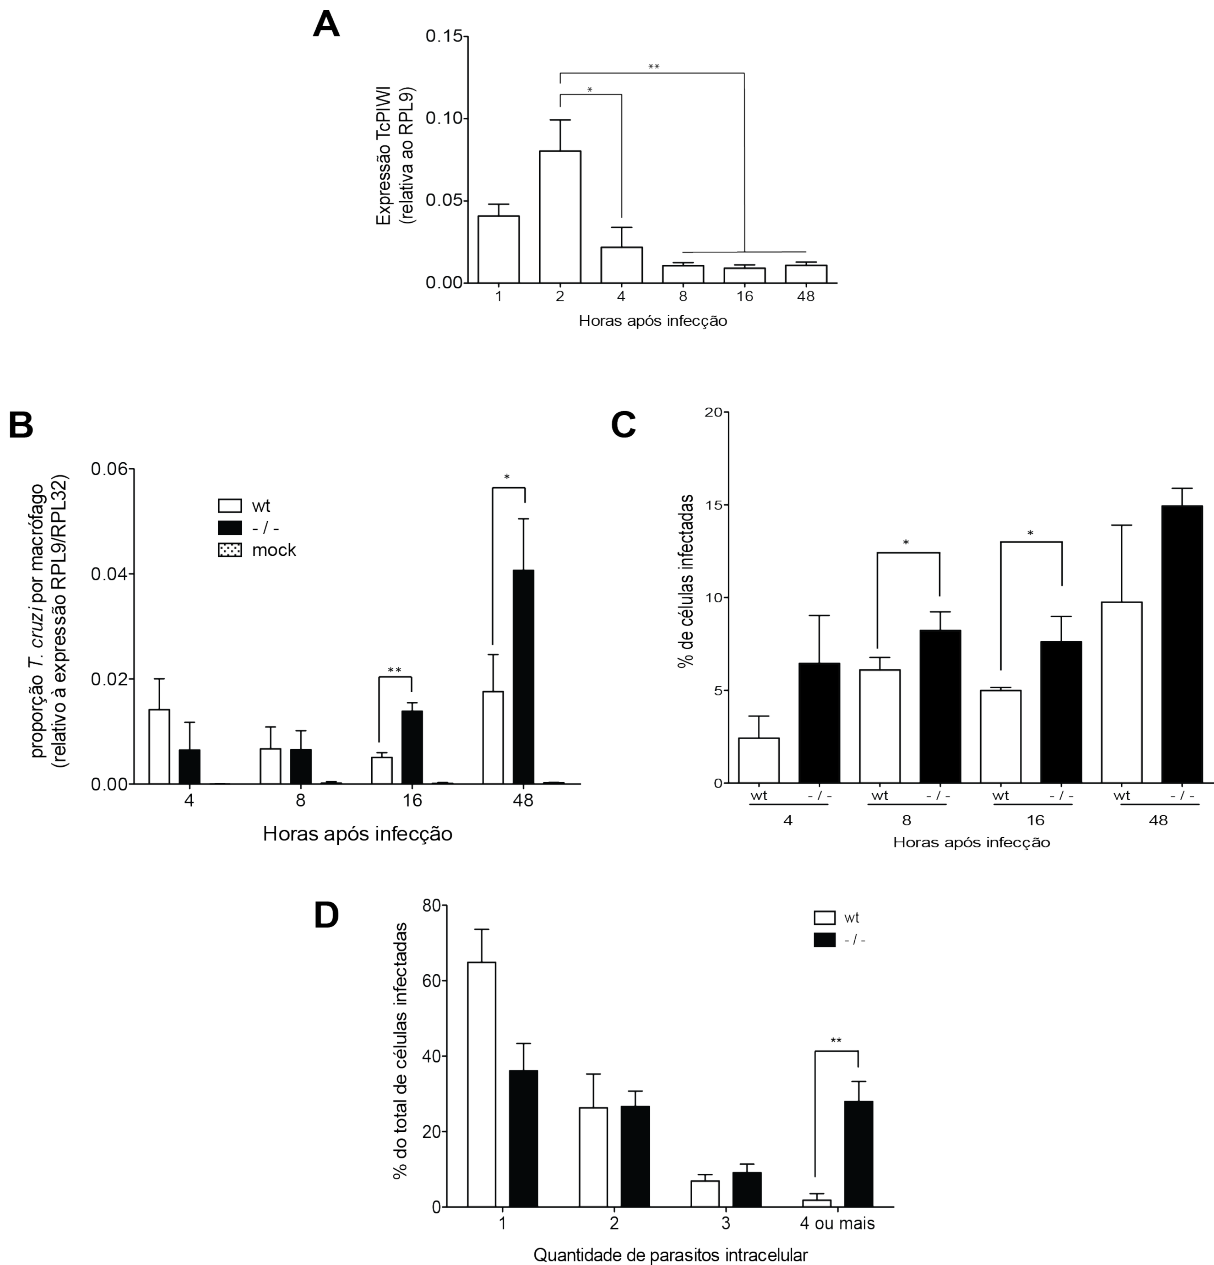 A
Expressão TcPIWI
(relativa ao RPL9)
0.15
0.10
0.05
0.00
**
*
1 2 4 8 16 48
Horas após infecção
B
proporção T. cruzi por macrófago
(relativo à expressão RPL9/RPL32)
0.06
0.04
0.02
0.00
wt
- / -
mock
**
*
4 8 16 48
Horas após infecção
C
% de células infectadas
20
15
10
5
0
*
*
wt - / - wt - / - wt - / - wt - / -
4 8 16 48
Horas após infecção
D
% do total de células infectadas
80
60
40
20
0
wt
- / -
**
1 2 3 4 ou mais
Quantidade de parasitos intracelular